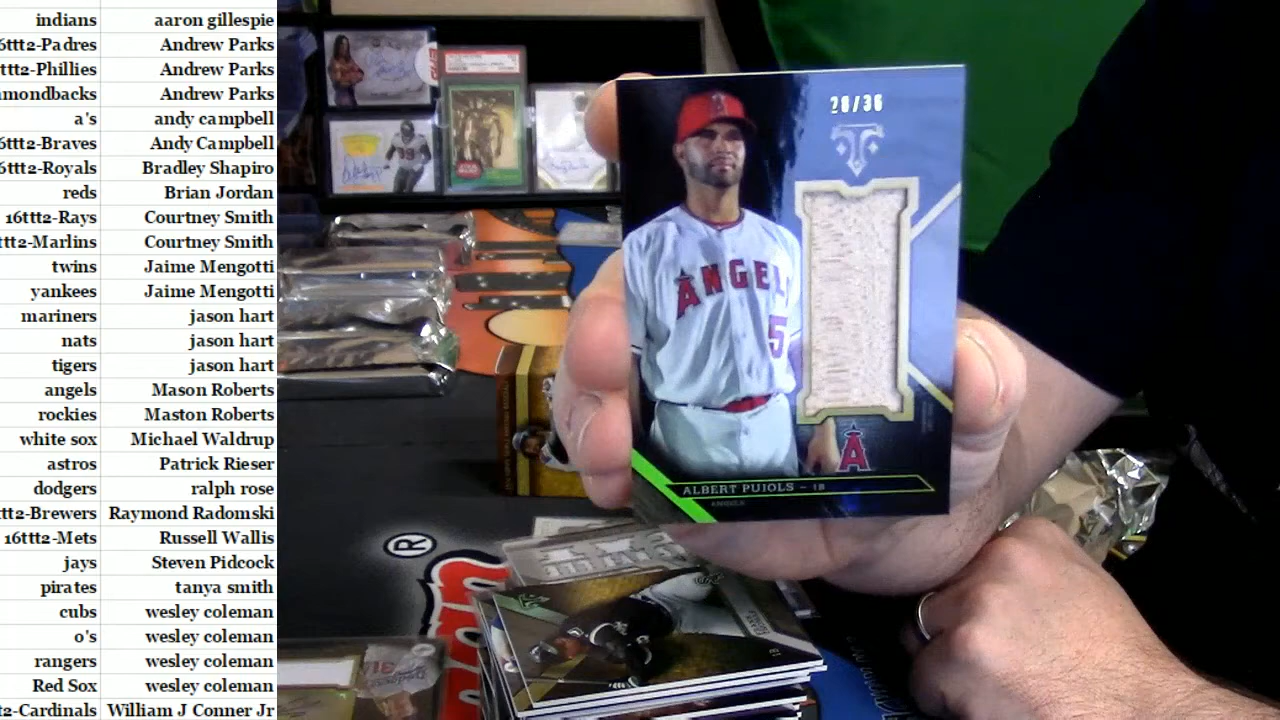 indians aaron gillespie
6ttt2-Padres Andrew Parks
ttt2-Phillies Andrew Parks
amondbacks Andrew Parks
a's andy campbell
6ttt2-Braves Andy Campbell
6ttt2-Royals Bradley Shapiro
reds Brian Jordan
16ttt2-Rays Courtney Smith
ttt2-Marlins Courtney Smith
twins Jaime Mengotti
yankees Jaime Mengotti
mariners jason hart
nats jason hart
tigers jason hart
angels Mason Roberts
rockies Maston Roberts
white sox Michael Waldrup
astros Patrick Rieser
dodgers ralph rose
tt2-Brewers Raymond Radomski
16ttt2-Mets Russell Wallis
jays Steven Pidcock
pirates tanya smith
cubs wesley coleman
o's wesley coleman
rangers wesley coleman
Red Sox wesley coleman
t2-Cardinals William J Conner Jr
28/36
ANGEL
5
A
ALBERT PUJOLS - 1B
®